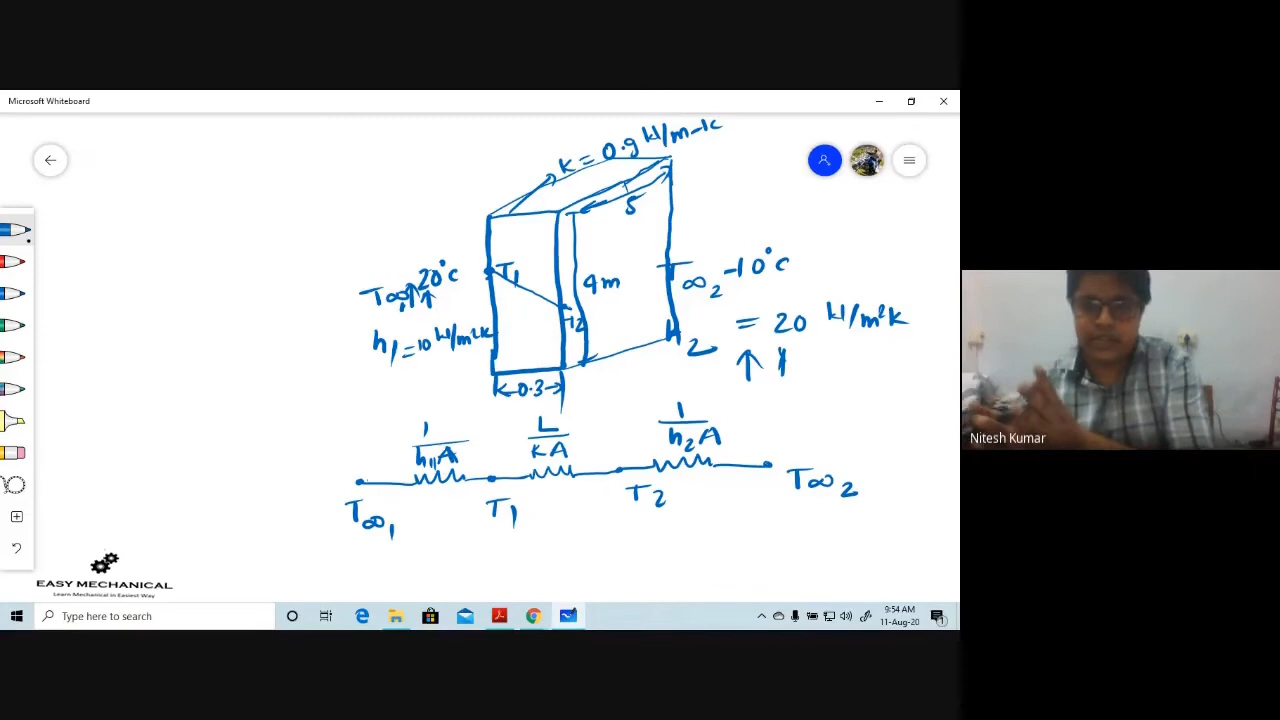 Microsoft Whiteboard
k = 0.9 W/m-k
5
T∞1 20°C
T1
4m
T∞2 -10°C
T2
h1 = 10 W/m²k
h2 = 20 W/m²k
0.3
1/h1A
L/KA
1/h2A
T∞1
T1
T2
T∞2
Nitesh Kumar
EASY MECHANICAL
Learn Mechanical in Easiest Way
Type here to search
9:54 AM
11-Aug-20
1